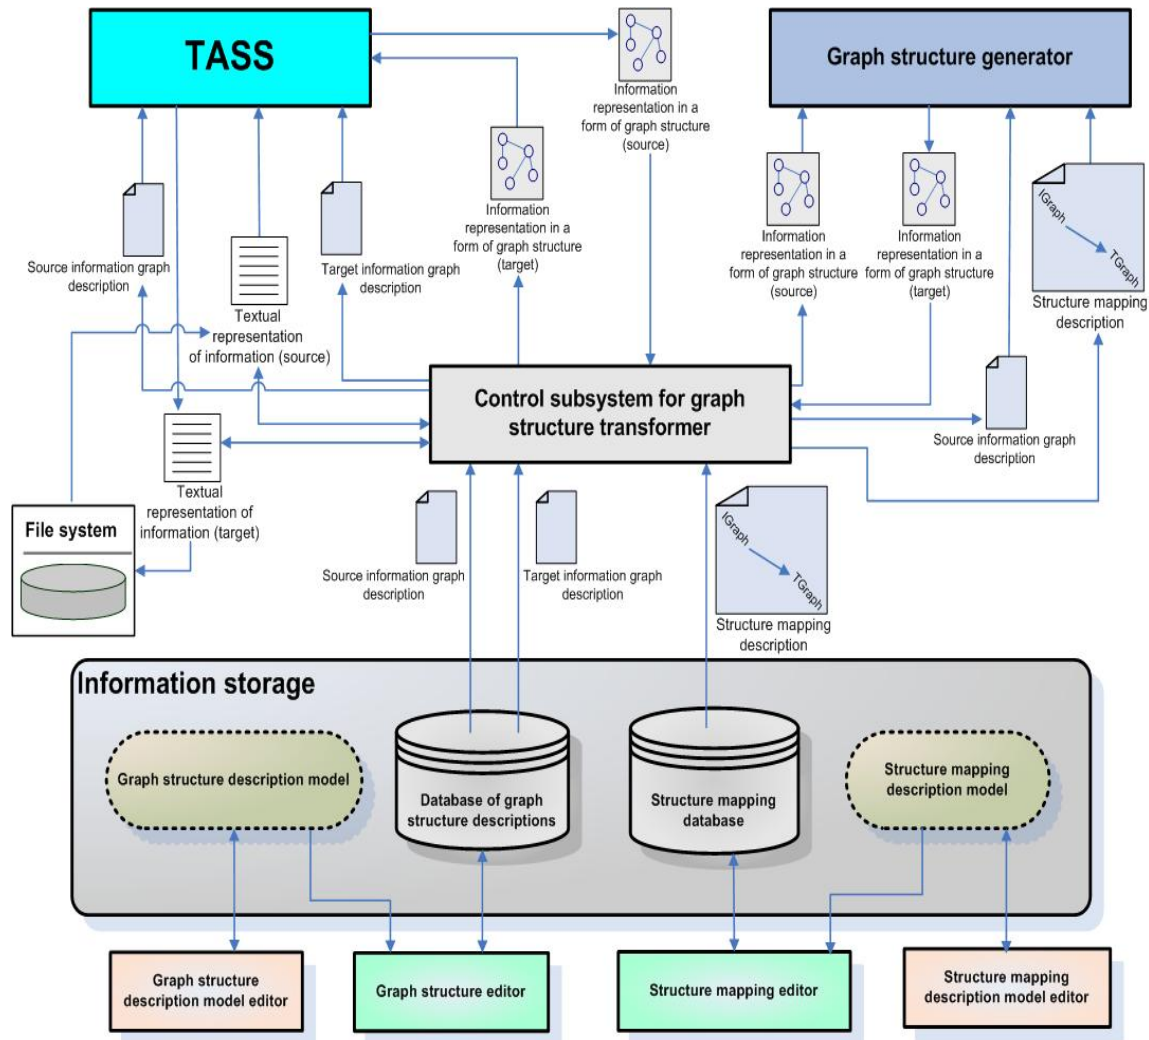 TASS
Graph structure generator
Information
representation in a
form of graph structure
(source)
Source information graph
description
Textual
representation
of information (source)
Target information graph
description
Information
representation in a
form of graph structure
(target)
Information
representation in a
form of graph structure
(source)
Information
representation in a
form of graph structure
(target)
IGraph
TGraph
Structure mapping
description
Control subsystem for graph
structure transformer
Source information graph
description
Textual
representation of
information (target)
File system
Source information graph
description
Target information graph
description
IGraph
TGraph
Structure mapping
description
Information storage
Graph structure description model
Database of graph
structure descriptions
Structure mapping
database
Structure mapping
description model
Graph structure
description model editor
Graph structure editor
Structure mapping editor
Structure mapping
description model editor